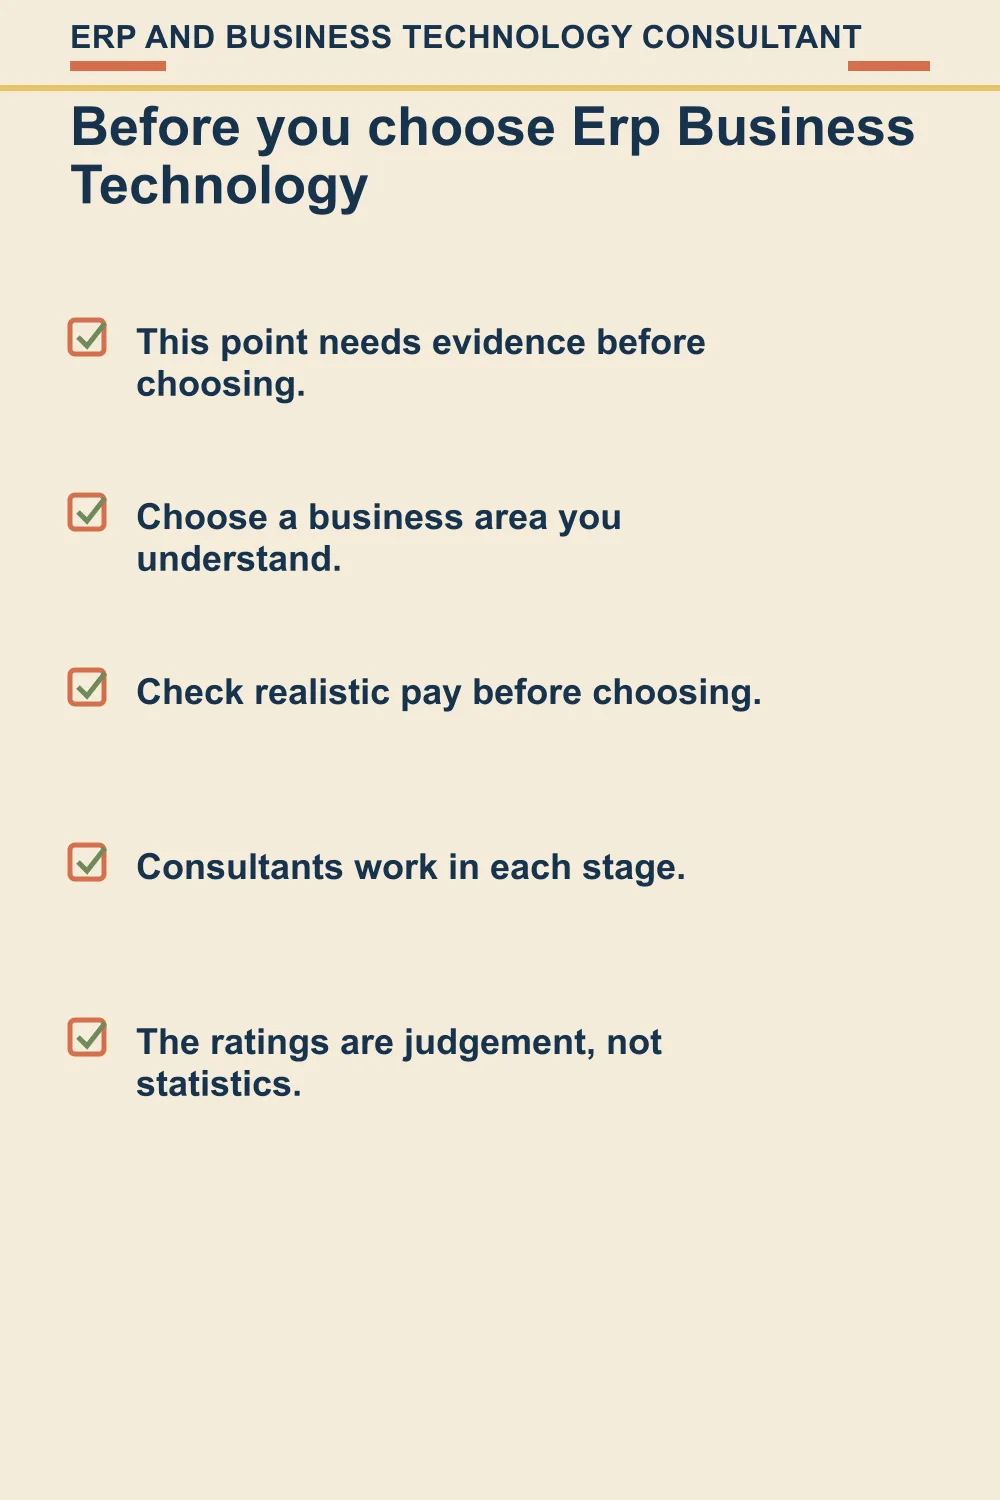 ERP AND BUSINESS TECHNOLOGY CONSULTANT
Before you choose Erp Business
Technology
This point needs evidence before
choosing.
Choose a business area you
understand.
Check realistic pay before choosing.
Consultants work in each stage.
The ratings are judgement, not
statistics.